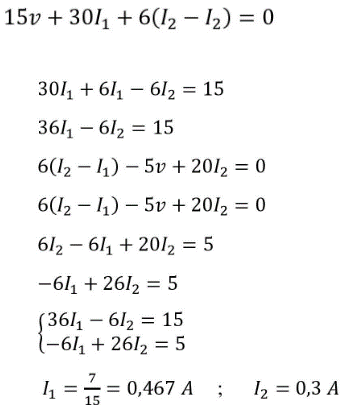 15v + 30I₁ + 6(I₂ − I₂) = 0
30I₁ + 6I₁ − 6I₂ = 15
36I₁ − 6I₂ = 15
6(I₂ − I₁) − 5v + 20I₂ = 0
6(I₂ − I₁) − 5v + 20I₂ = 0
6I₂ − 6I₁ + 20I₂ = 5
−6I₁ + 26I₂ = 5
{36I₁ − 6I₂ = 15
−6I₁ + 26I₂ = 5
I₁ = 7/15 = 0,467 A ; I₂ = 0,3 A